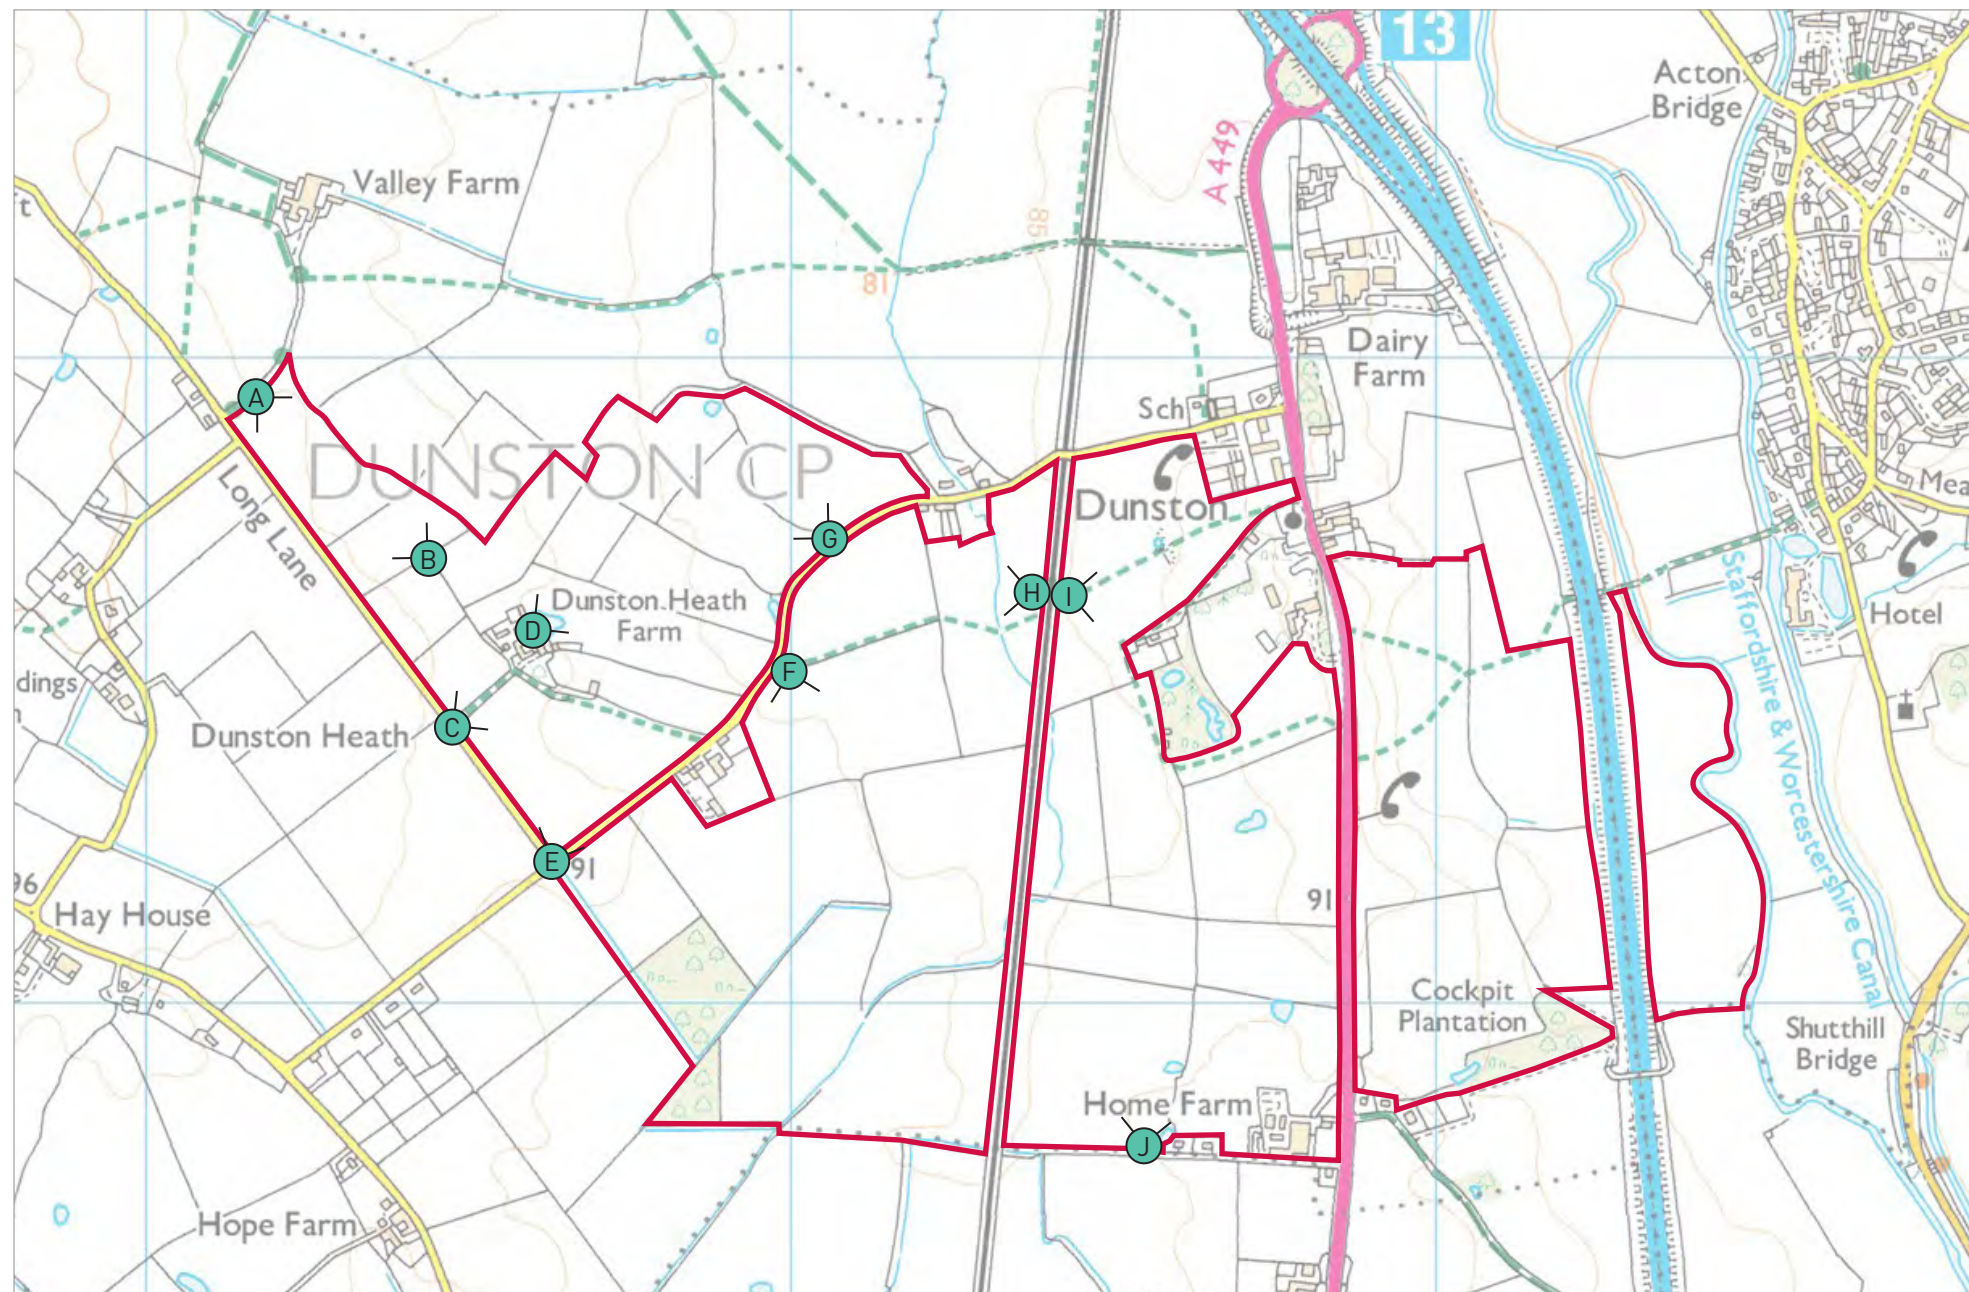 13
Acton
Bridge
A 449
Valley Farm
ft
85
81
Dairy
Farm
A
Sch
DUNSTON CP
Long Lane
Dunston
Mea
G
B
H
I
Dunston Heath
Farm
D
Hotel
F
dings
Dunston Heath
C
Staffordshire & Worcestershire Canal
E
91
91
96
Hay House
Cockpit
Plantation
Shutthill
Bridge
Home Farm
J
Hope Farm